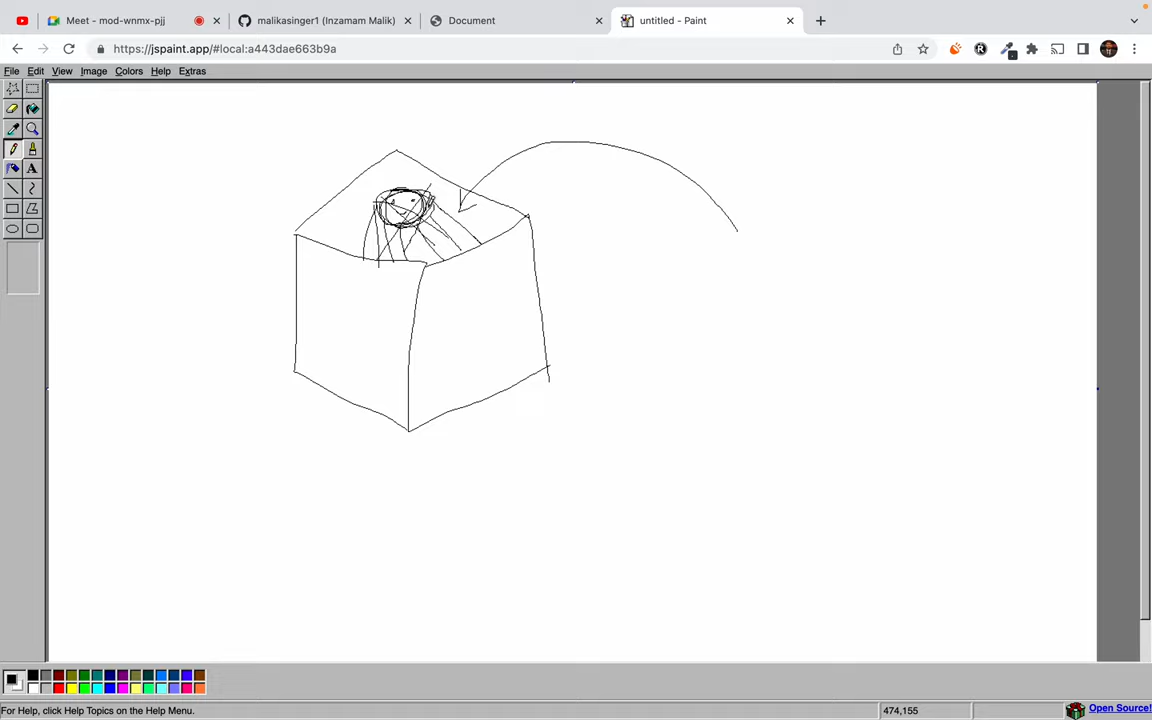 Meet - mod-wnmx-pjj
malikasinger1 (Inzamam Malik)
Document
untitled - Paint
https://jspaint.app/#local:a443dae663b9a
File Edit View Image Colors Help Extras
For Help, click Help Topics on the Help Menu.
474,155
Open Source!